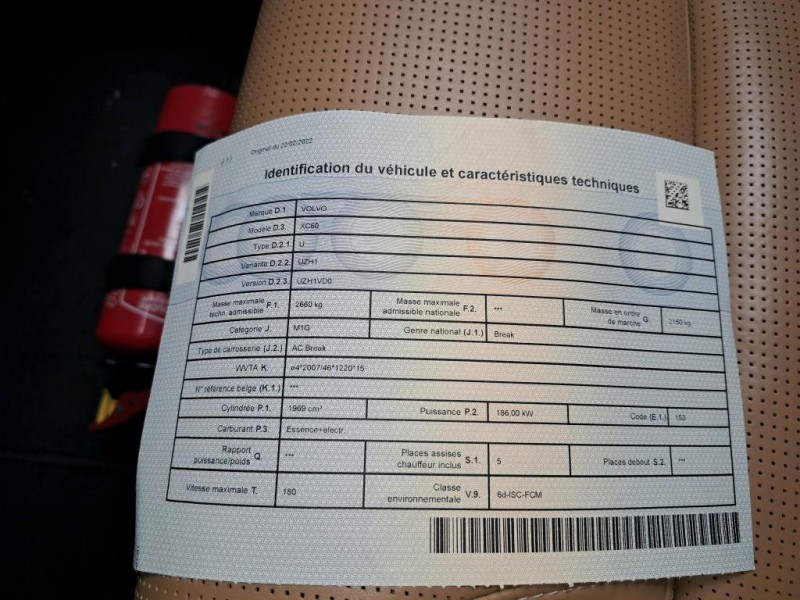 Original du 22/02/2022
Identification du véhicule et caractéristiques techniques
Marque D.1. VOLVO
Modèle D.3. XC60
Type D.2.1. U
Variante D.2.2. UZH1
Version D.2.3. UZH1VD0
Masse maximale techn. admissible F.1. 2660 kg Masse maximale admissible nationale F.2. *** Masse en ordre de marche G. 2150 kg
Catégorie J. M1G Genre national (J.1.) Break
Type de carrosserie (J.2.) AC Break
WVTA K. e4*2007/46*1220*15
N° référence belge (K.1.) ***
Cylindrée P.1. 1969 cm³ Puissance P.2. 186,00 kW Code (E.1.) 153
Carburant P.3. Essence+electr.
Rapport puissance/poids Q. *** Places assises chauffeur inclus S.1. 5 Places debout S.2. ***
Vitesse maximale T. 180 Classe environnementale V.9. 6d-ISC-FCM